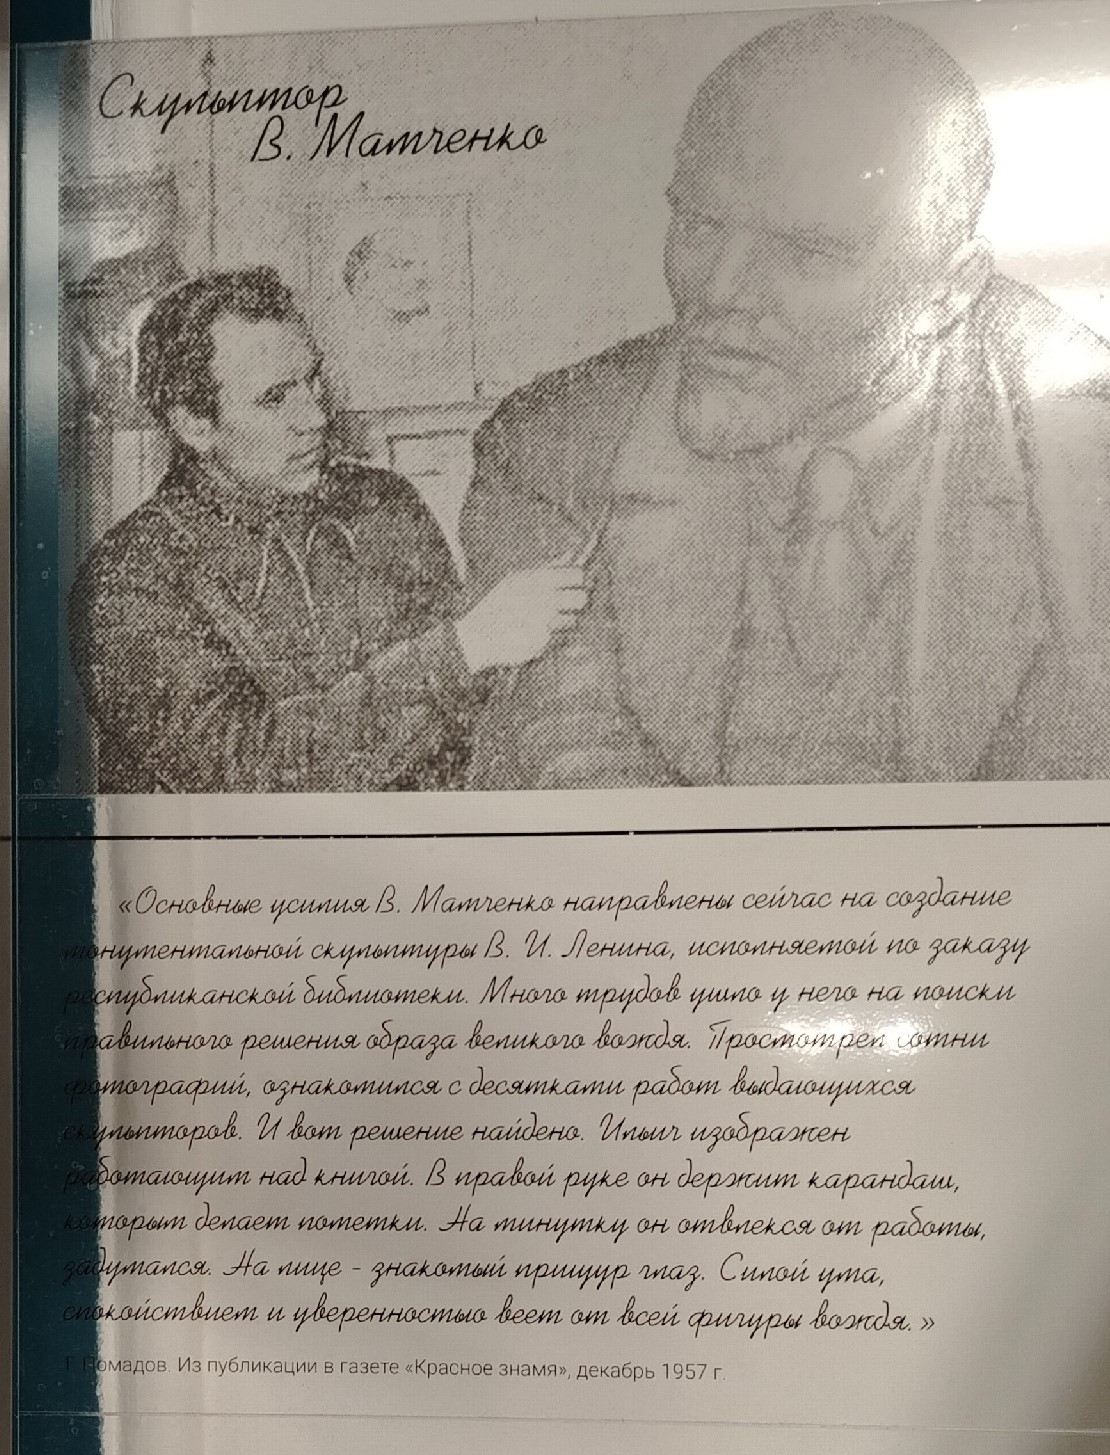 Скульптор
В. Мамченко
«Основные усилия В. Мамченко направлены сейчас на создание
монументальной скульптуры В. И. Ленина, исполняемой по заказу
республиканской библиотеки. Много трудов ушло у него на поиски
правильного решения образа великого вождя. Просмотрел сотни
фотографий, ознакомился с десятками работ выдающихся
скульпторов. И вот решение найдено. Ильич изображен
работающим над книгой. В правой руке он держит карандаш,
которым делает пометки. На минутку он отвлекся от работы,
задумался. На лице - знакомый прищур глаз. Силой ума,
спокойствием и уверенностью веет от всей фигуры вождя. »
Г. Помадов. Из публикации в газете «Красное знамя», декабрь 1957 г.